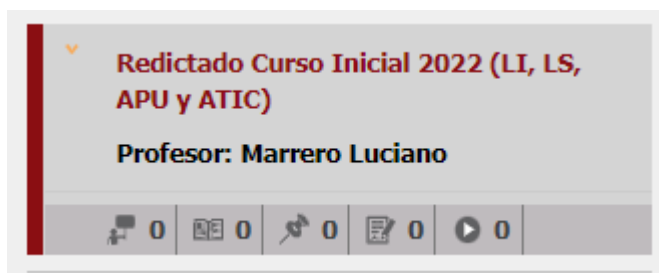 Redictado Curso Inicial 2022 (LI, LS,
APU y ATIC)
Profesor: Marrero Luciano
0 0 0 0 0